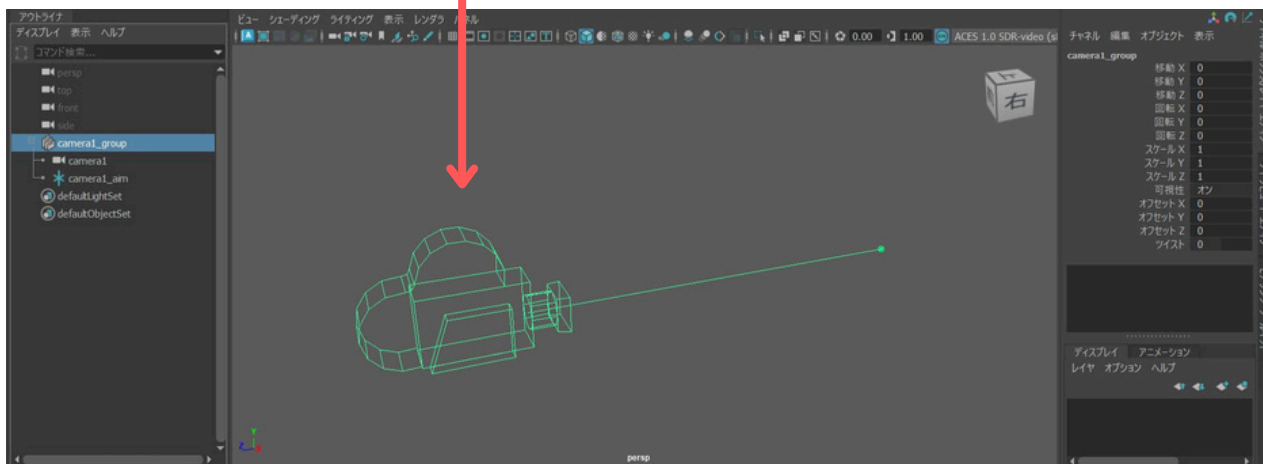 アウトライナ
ディスプレイ 表示 ヘルプ
コマンド検索...
persp
top
front
side
camera1_group
camera1
camera1_aim
defaultLightSet
defaultObjectSet
ビュー シェーディング ライティング 表示 レンダラ パネル
0.00 1.00 ACES 1.0 SDR-video
右
Y
Z X
persp
チャネル 編集 オブジェクト 表示
camera1_group
移動 X 0
移動 Y 0
移動 Z 0
回転 X 0
回転 Y 0
回転 Z 0
スケール X 1
スケール Y 1
スケール Z 1
可視性 オン
オフセット X 0
オフセット Y 0
オフセット Z 0
ツイスト 0
ディスプレイ アニメーション
レイヤ オプション ヘルプ